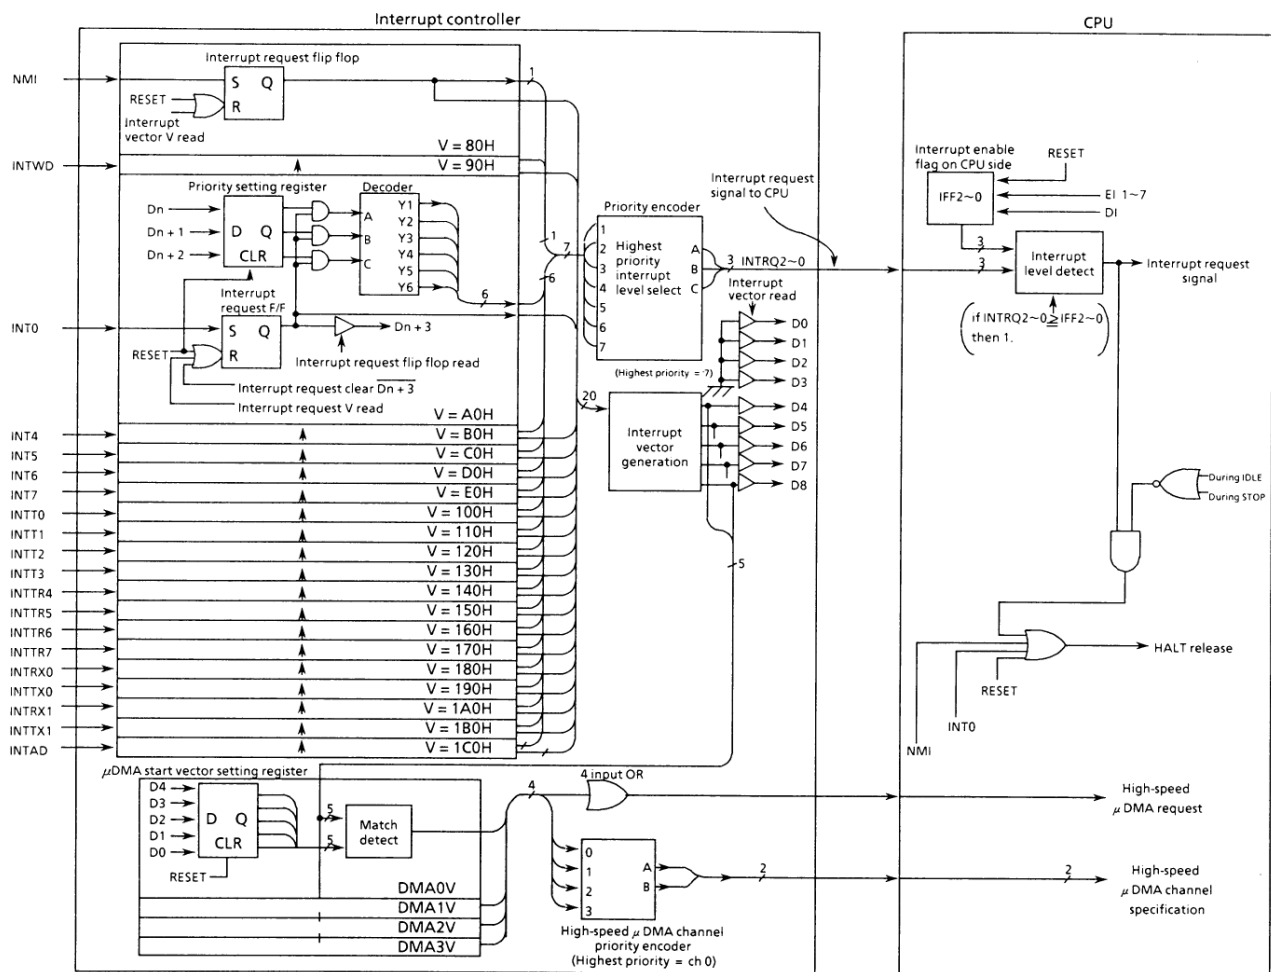 Interrupt controller
CPU
Interrupt request flip flop
NMI
S Q
R
RESET
Interrupt
vector V read
1
V = 80H
INTWD
V = 90H
Priority setting register
Decoder
Dn
Dn + 1
Dn + 2
D Q
CLR
A
B
C
Y1
Y2
Y3
Y4
Y5
Y6
6
1
6
7
Interrupt
request F/F
INT0
S Q
R
Dn + 3
RESET
Interrupt request flip flop read
Interrupt request clear Dn + 3
Interrupt request V read
V = A0H
INT4
V = B0H
INT5
V = C0H
INT6
V = D0H
INT7
V = E0H
INTT0
V = 100H
INTT1
V = 110H
INTT2
V = 120H
INTT3
V = 130H
INTTR4
V = 140H
INTTR5
V = 150H
INTTR6
V = 160H
INTTR7
V = 170H
INTRX0
V = 180H
INTTX0
V = 190H
INTRX1
V = 1A0H
INTTX1
V = 1B0H
INTAD
V = 1C0H
Interrupt request
signal to CPU
Priority encoder
1
2
3
4
5
6
7
Highest
priority
interrupt
level select
A
B
C
(Highest priority = 7)
3 INTRQ2~0
Interrupt
vector read
D0
D1
D2
D3
D4
D5
D6
D7
D8
20
Interrupt
vector
generation
5
Interrupt enable
flag on CPU side
RESET
IFF2~0
EI 1~7
DI
3
3
Interrupt
level detect
Interrupt request
signal
if INTRQ2~0 ≧ IFF2~0
then 1.
During IDLE
During STOP
HALT release
RESET
INT0
NMI
μDMA start vector setting register
D4
D3
D2
D1
D0
D Q
CLR
RESET
5
5
Match
detect
DMA0V
DMA1V
DMA2V
DMA3V
4
4 input OR
0
1
2
3
A
B
2
High-speed μ DMA channel
priority encoder
(Highest priority = ch 0)
High-speed
μ DMA request
2
High-speed
μ DMA channel
specification